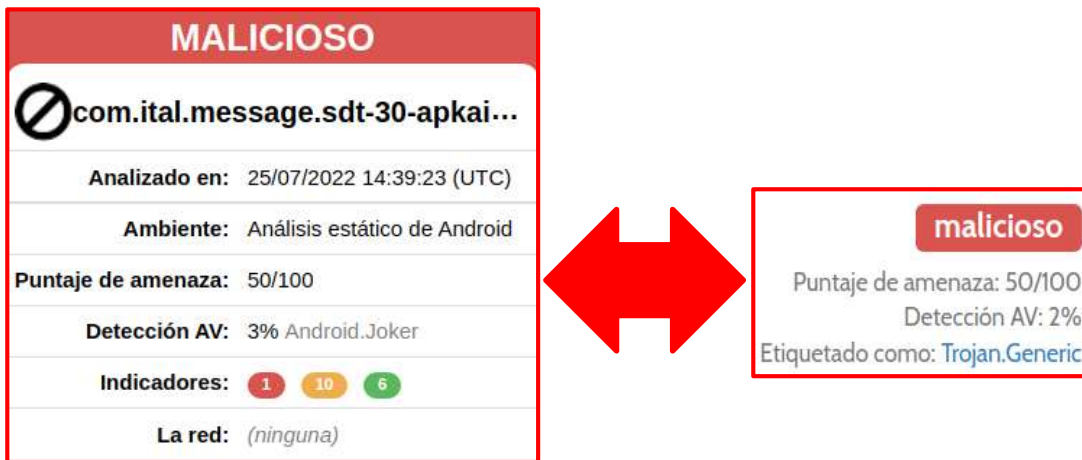 MALICIOSO
com.ital.message.sdt-30-apkai...
Analizado en: 25/07/2022 14:39:23 (UTC)
Ambiente: Análisis estático de Android
Puntaje de amenaza: 50/100
Detección AV: 3% Android.Joker
Indicadores: 1 10 6
La red: (ninguna)
malicioso
Puntaje de amenaza: 50/100
Detección AV: 2%
Etiquetado como: Trojan.Generic